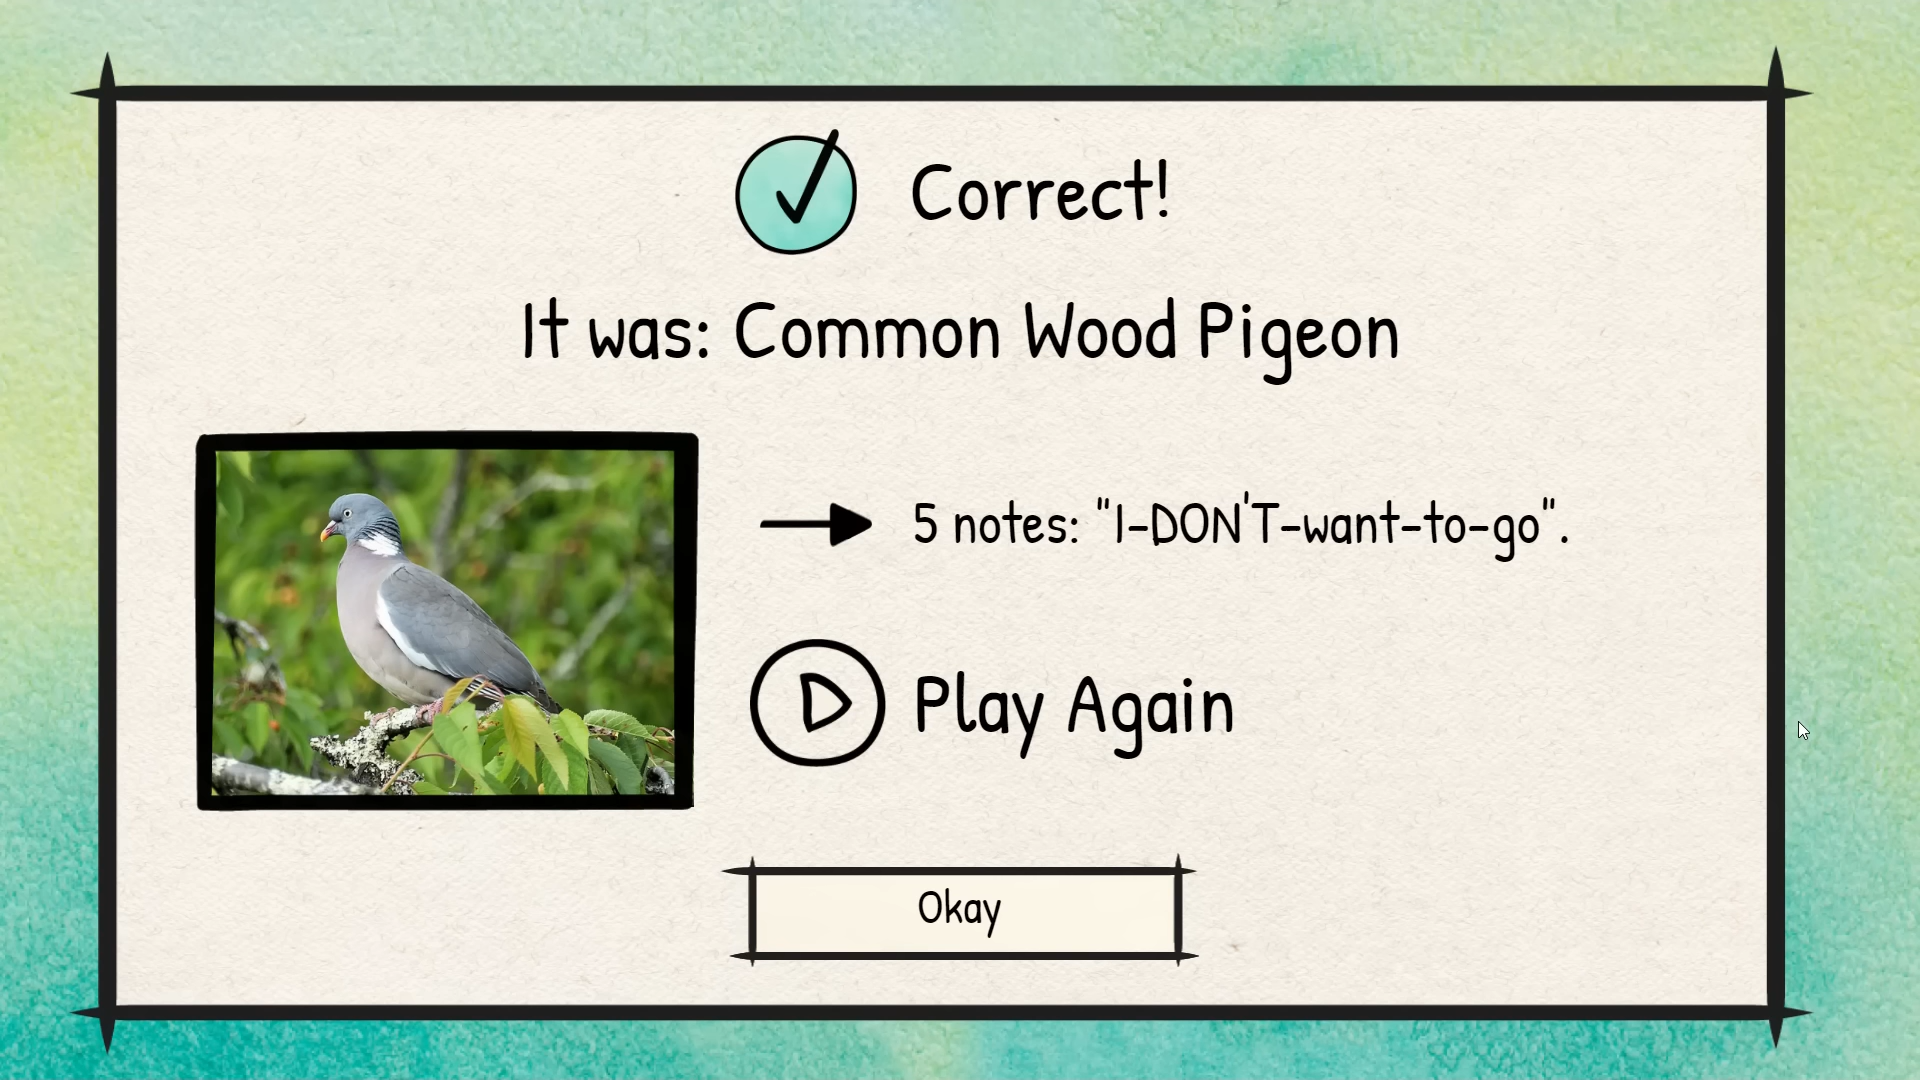 Correct!
It was: Common Wood Pigeon
5 notes: "I-DON'T-want-to-go".
Play Again
Okay